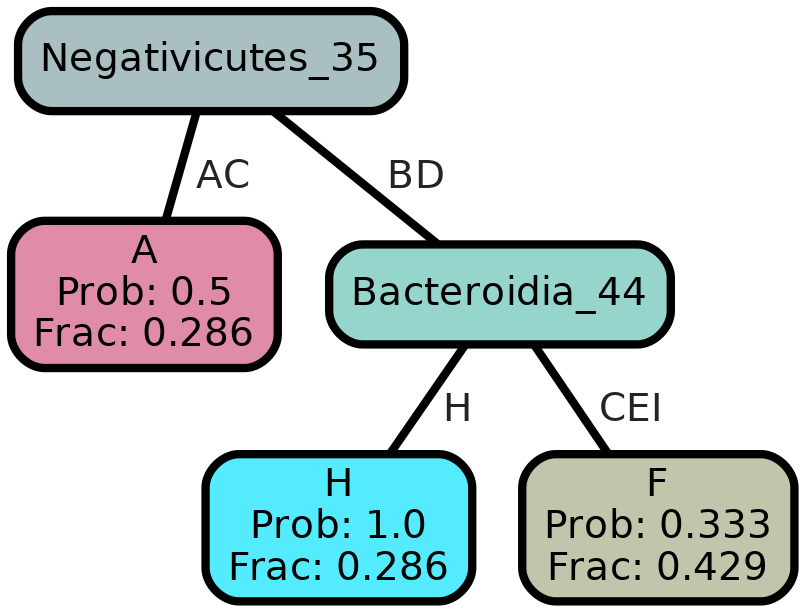 Negativicutes_35
AC
BD
A
Prob: 0.5
Frac: 0.286
Bacteroidia_44
H
CEI
H
Prob: 1.0
Frac: 0.286
F
Prob: 0.333
Frac: 0.429